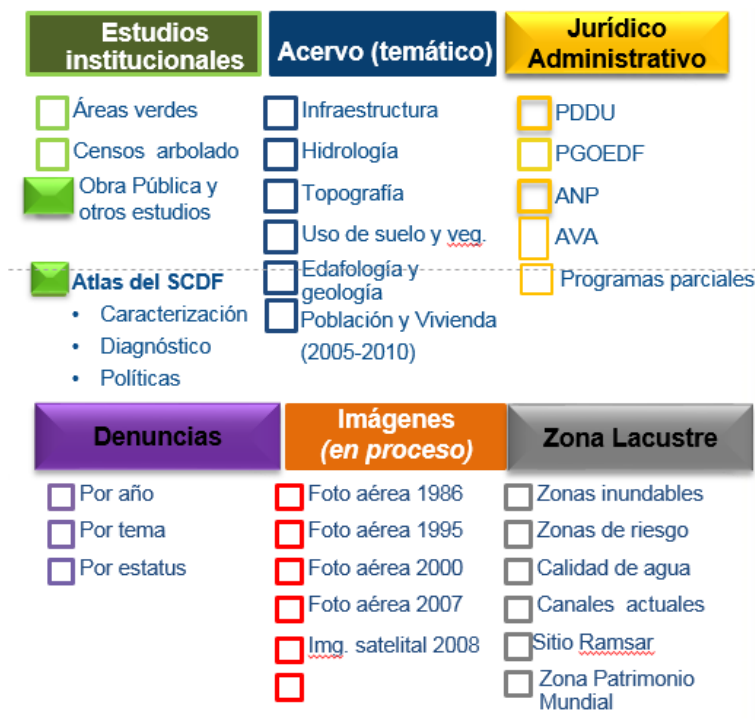 Estudios
institucionales
Áreas verdes
Censos arbolado
Obra Pública y
otros estudios
Atlas del SCDF
• Caracterización
• Diagnóstico
• Políticas
Acervo (temático)
Infraestructura
Hidrología
Topografía
Uso de suelo y veg.
Edafología y
geología
Población y Vivienda
(2005-2010)
Jurídico
Administrativo
PDDU
PGOEDF
ANP
AVA
Programas parciales
Denuncias
Por año
Por tema
Por estatus
Imágenes
(en proceso)
Foto aérea 1986
Foto aérea 1995
Foto aérea 2000
Foto aérea 2007
Img. satelital 2008
Zona Lacustre
Zonas inundables
Zonas de riesgo
Calidad de agua
Canales actuales
Sitio Ramsar
Zona Patrimonio
Mundial